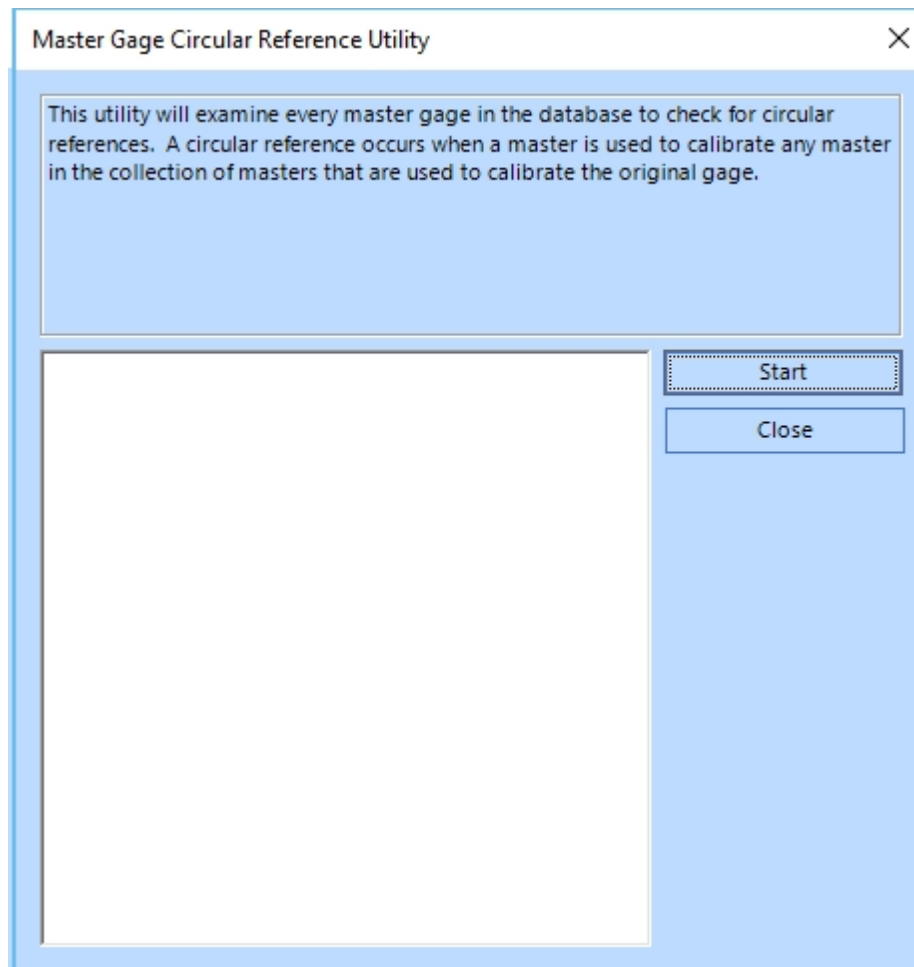 Master Gage Circular Reference Utility
This utility will examine every master gage in the database to check for circular
references.  A circular reference occurs when a master is used to calibrate any master
in the collection of masters that are used to calibrate the original gage.
Start
Close